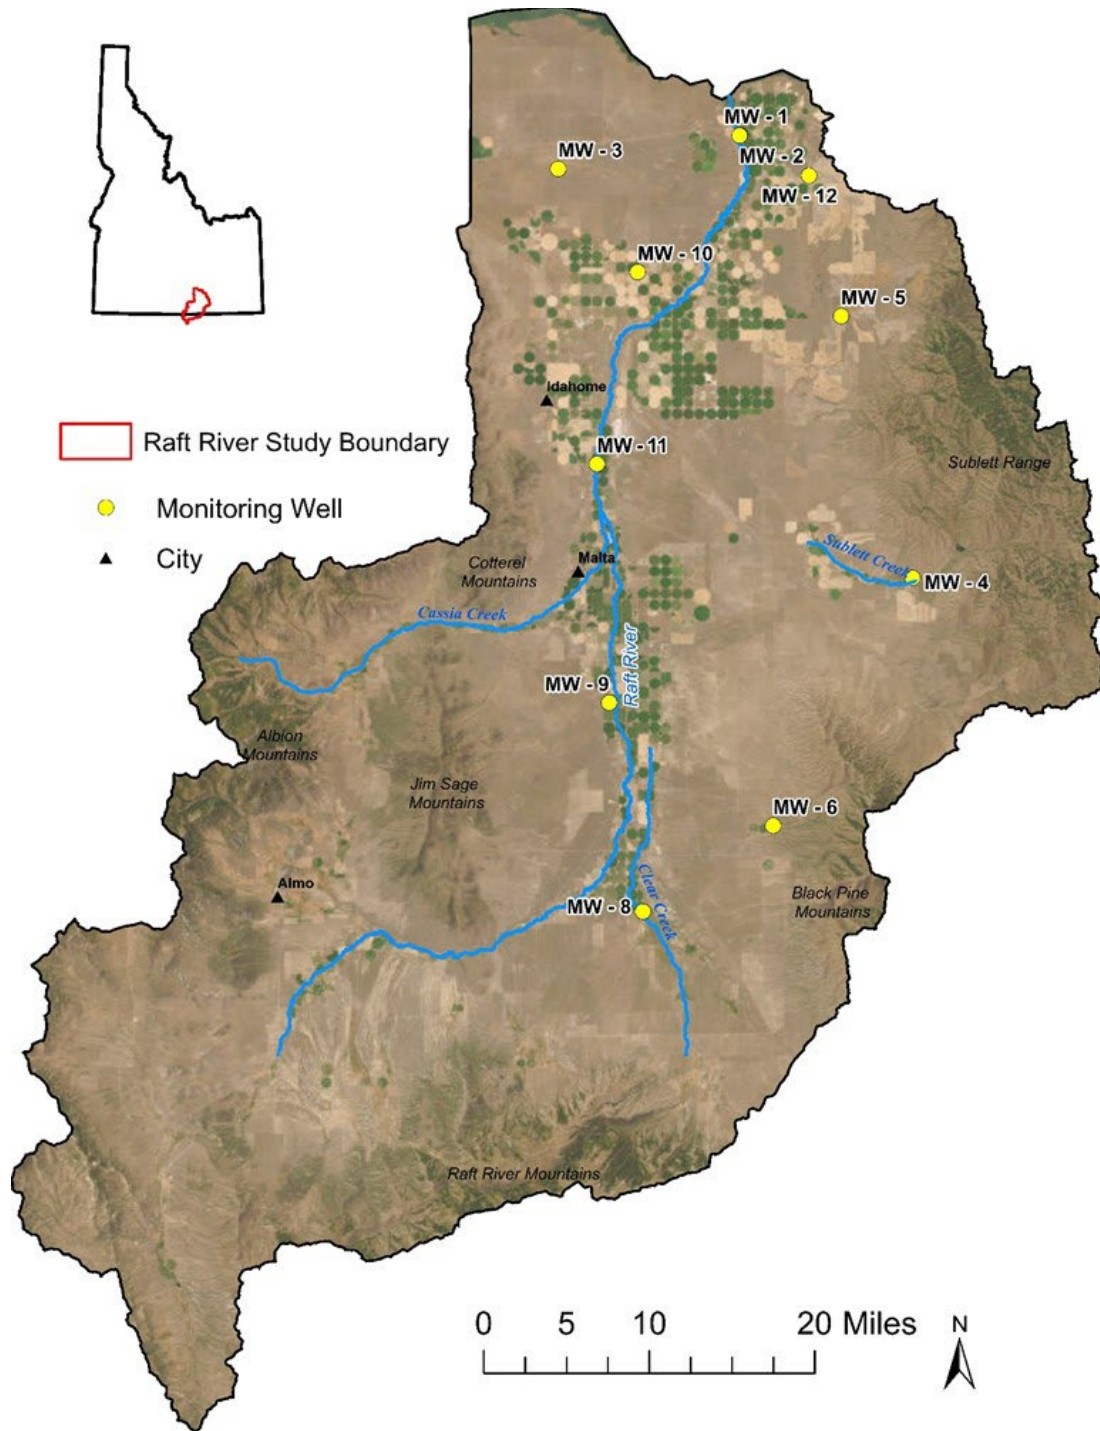 MW - 1
MW - 3
MW - 2
MW - 12
MW - 10
MW - 5
Idahome
Raft River Study Boundary
MW - 11
Sublett Range
Monitoring Well
City
Cotterel
Mountains
Malta
Sublett Creek
MW - 4
Cassia Creek
Raft River
MW - 9
Albion
Mountains
Jim Sage
Mountains
MW - 6
Almo
Clear Creek
Black Pine
Mountains
MW - 8
Raft River Mountains
0 5 10 20 Miles
N